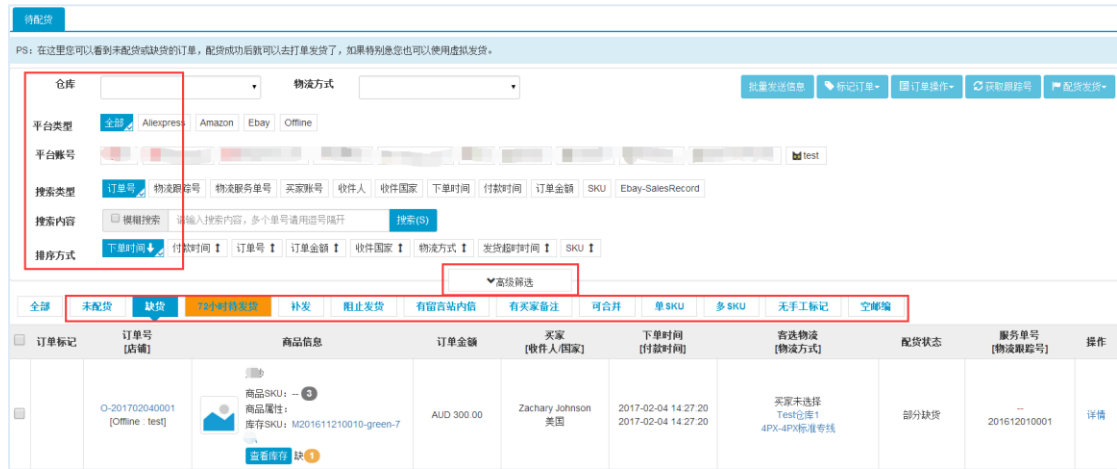 待配货
PS：在这里您可以看到未配货或缺货的订单，配货成功后就可以去打单发货了，如果特别急您也可以使用虚拟发货。
仓库 物流方式 批量发送信息 标记订单 订单操作 获取跟踪号 配货发货
平台类型 全部 Aliexpress Amazon Ebay Offline
平台账号 test
搜索类型 订单号 物流跟踪号 物流服务单号 买家账号 收件人 收件国家 下单时间 付款时间 订单金额 SKU Ebay-SalesRecord
搜索内容 模糊搜索 请输入搜索内容，多个单号请用逗号隔开 搜索(S)
排序方式 下单时间 付款时间 订单号 订单金额 收件国家 物流方式 发货超时时间 SKU
高级筛选
全部 未配货 缺货 72小时待发货 补发 阻止发货 有留言站内信 有买家备注 可合并 单SKU 多SKU 无手工标记 空邮编
订单标记 订单号 商品信息 订单金额 买家 下单时间 客选物流 配货状态 服务单号 操作
[店铺] [收件人/国家] [付款时间] [物流方式] [物流跟踪号]
商品SKU：-- 3
O-201702040001 商品属性： AUD 300.00 Zachary Johnson 2017-02-04 14:27:20 买家未选择 部分缺货 -- 详情
[Offline : test] 库存SKU：M201611210010-green-7 美国 2017-02-04 14:27:20 Test仓库1 201612010001
4PX-4PX标准专线
查看库存 缺 1